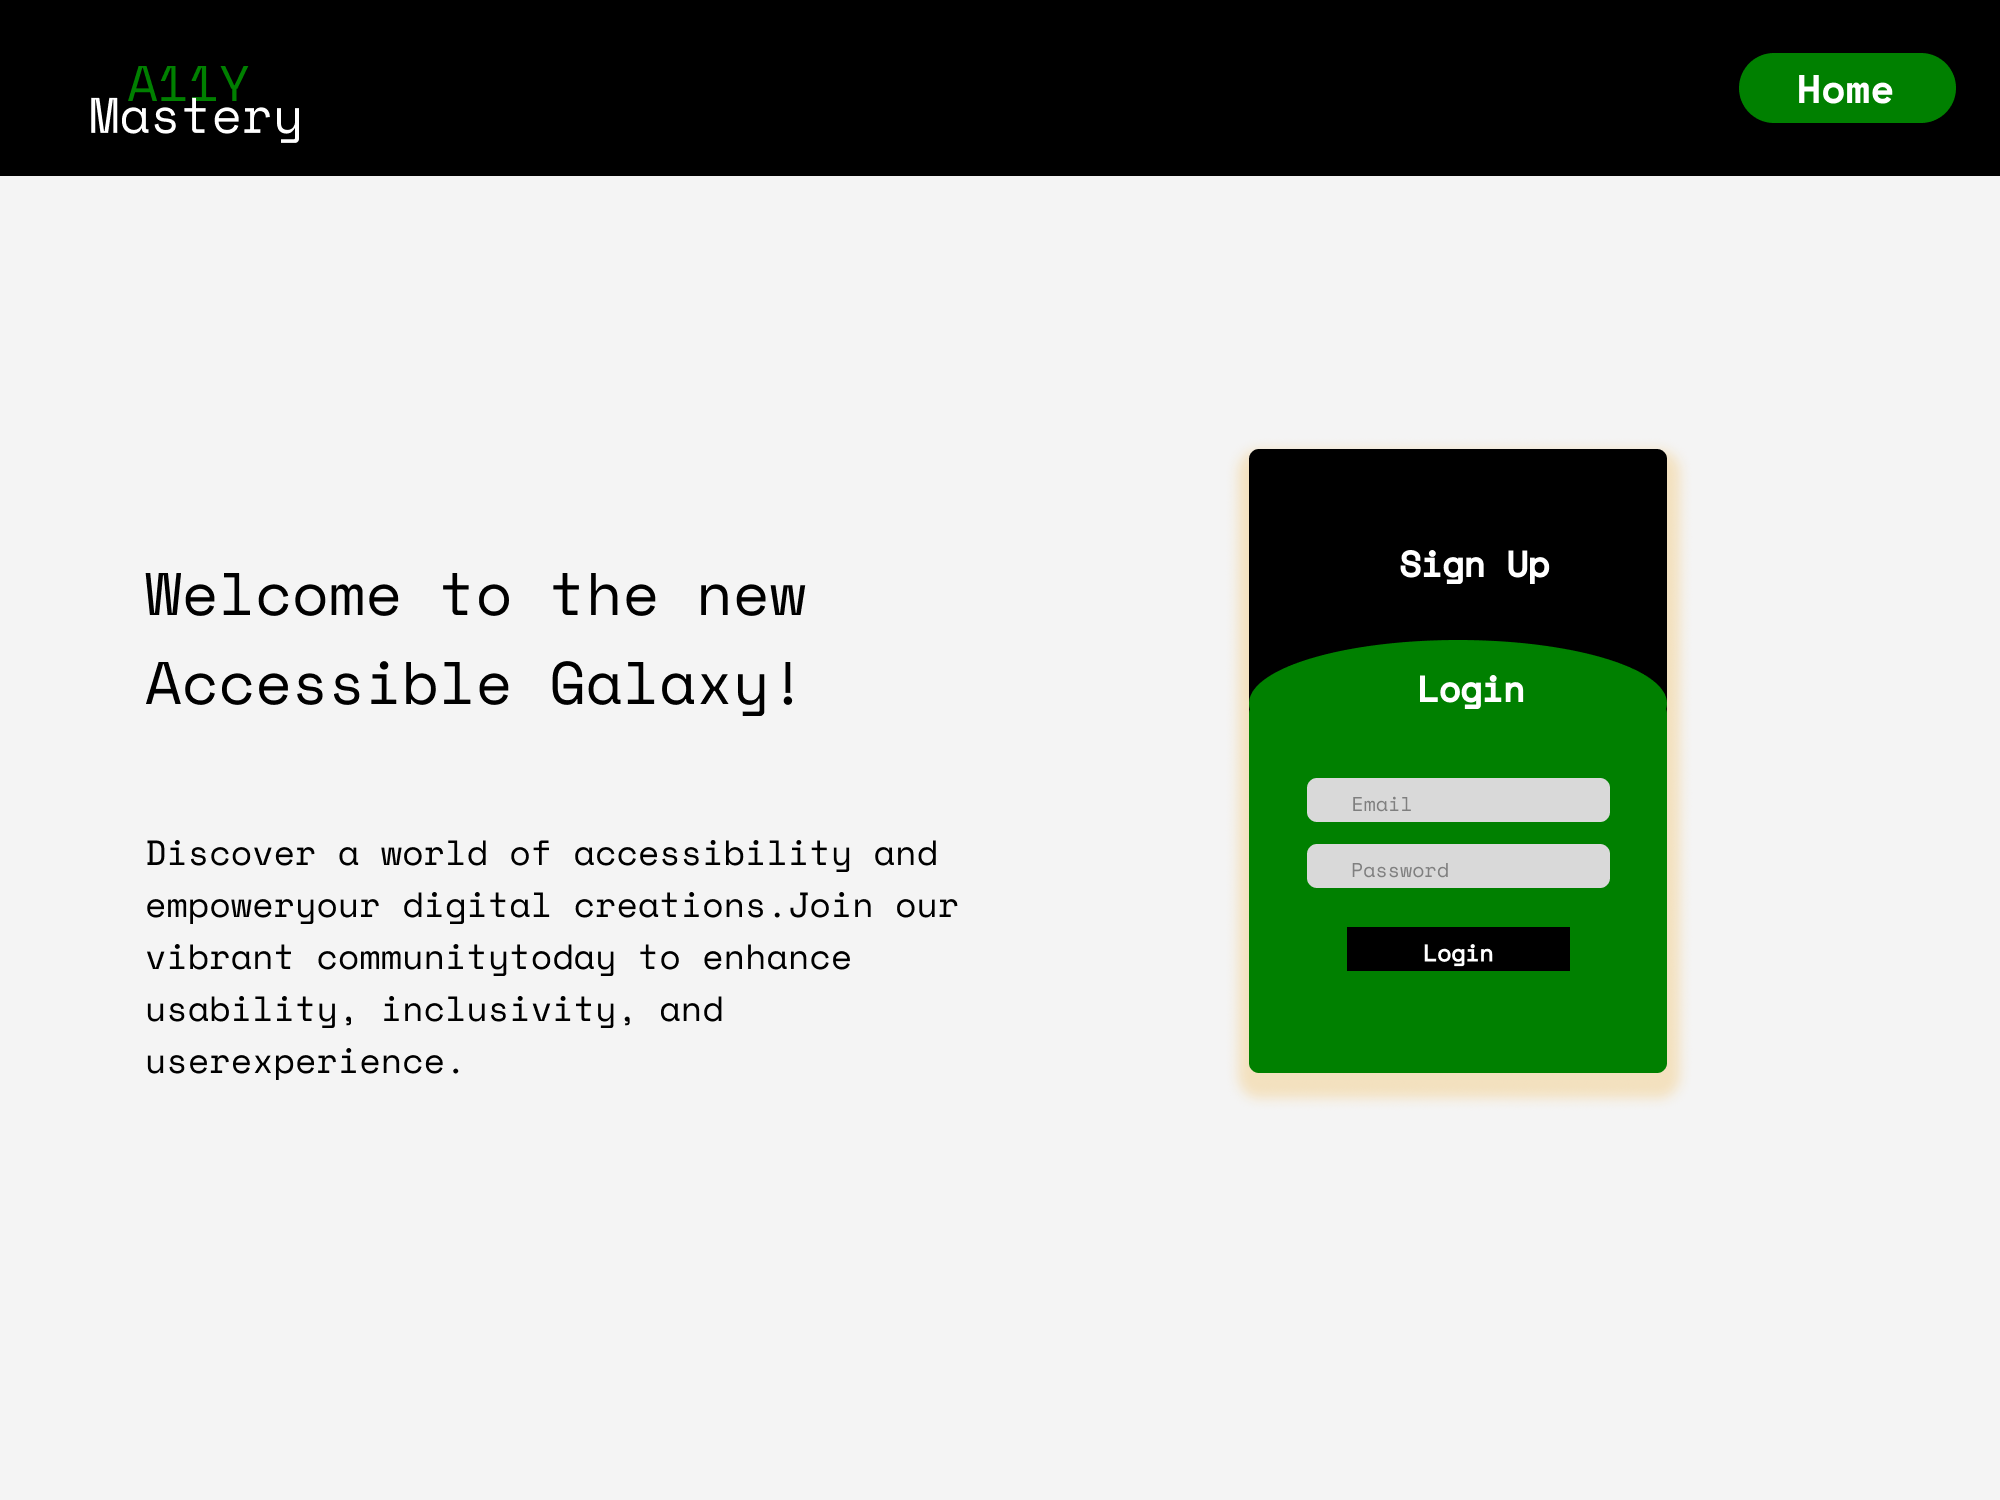 A11Y
Mastery
Home
Welcome to the new
Accessible Galaxy!
Discover a world of accessibility and
empoweryour digital creations.Join our
vibrant communitytoday to enhance
usability, inclusivity, and
userexperience.
Sign Up
Login
Email
Password
Login